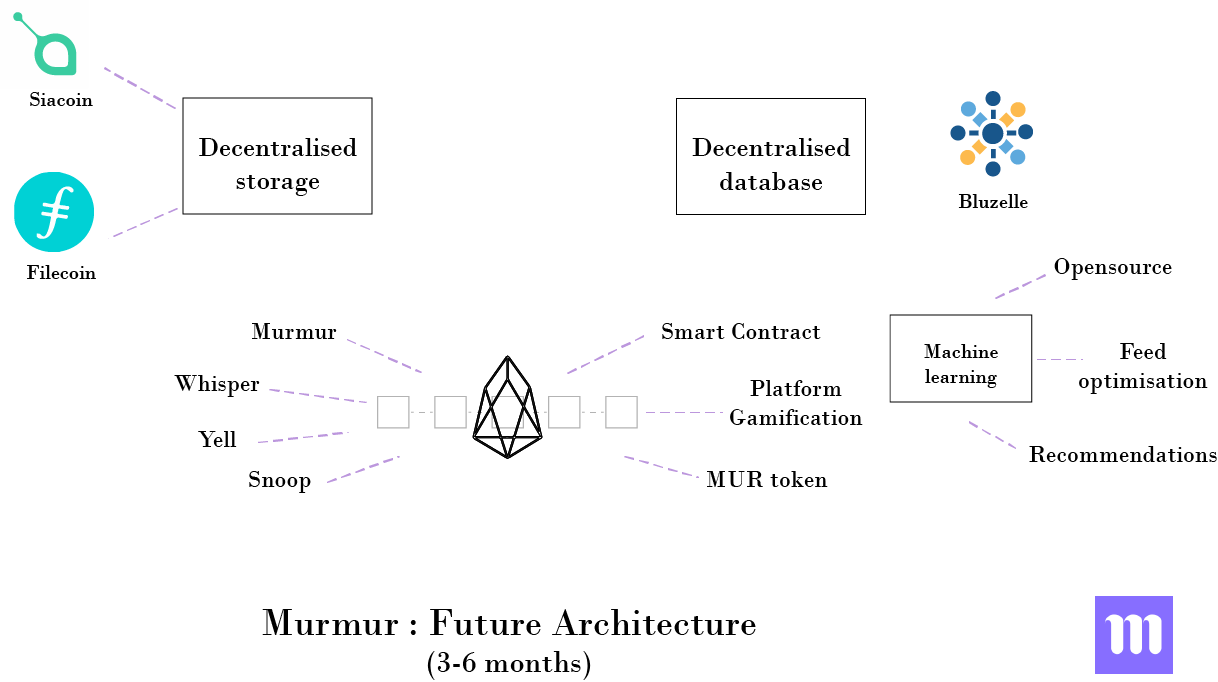 Siacoin
Decentralised
storage
Filecoin
Decentralised
database
Bluzelle
Opensource
Machine
learning
Feed
optimisation
Recommendations
Murmur
Whisper
Yell
Snoop
Smart Contract
Platform
Gamification
MUR token
Murmur : Future Architecture
(3-6 months)
m